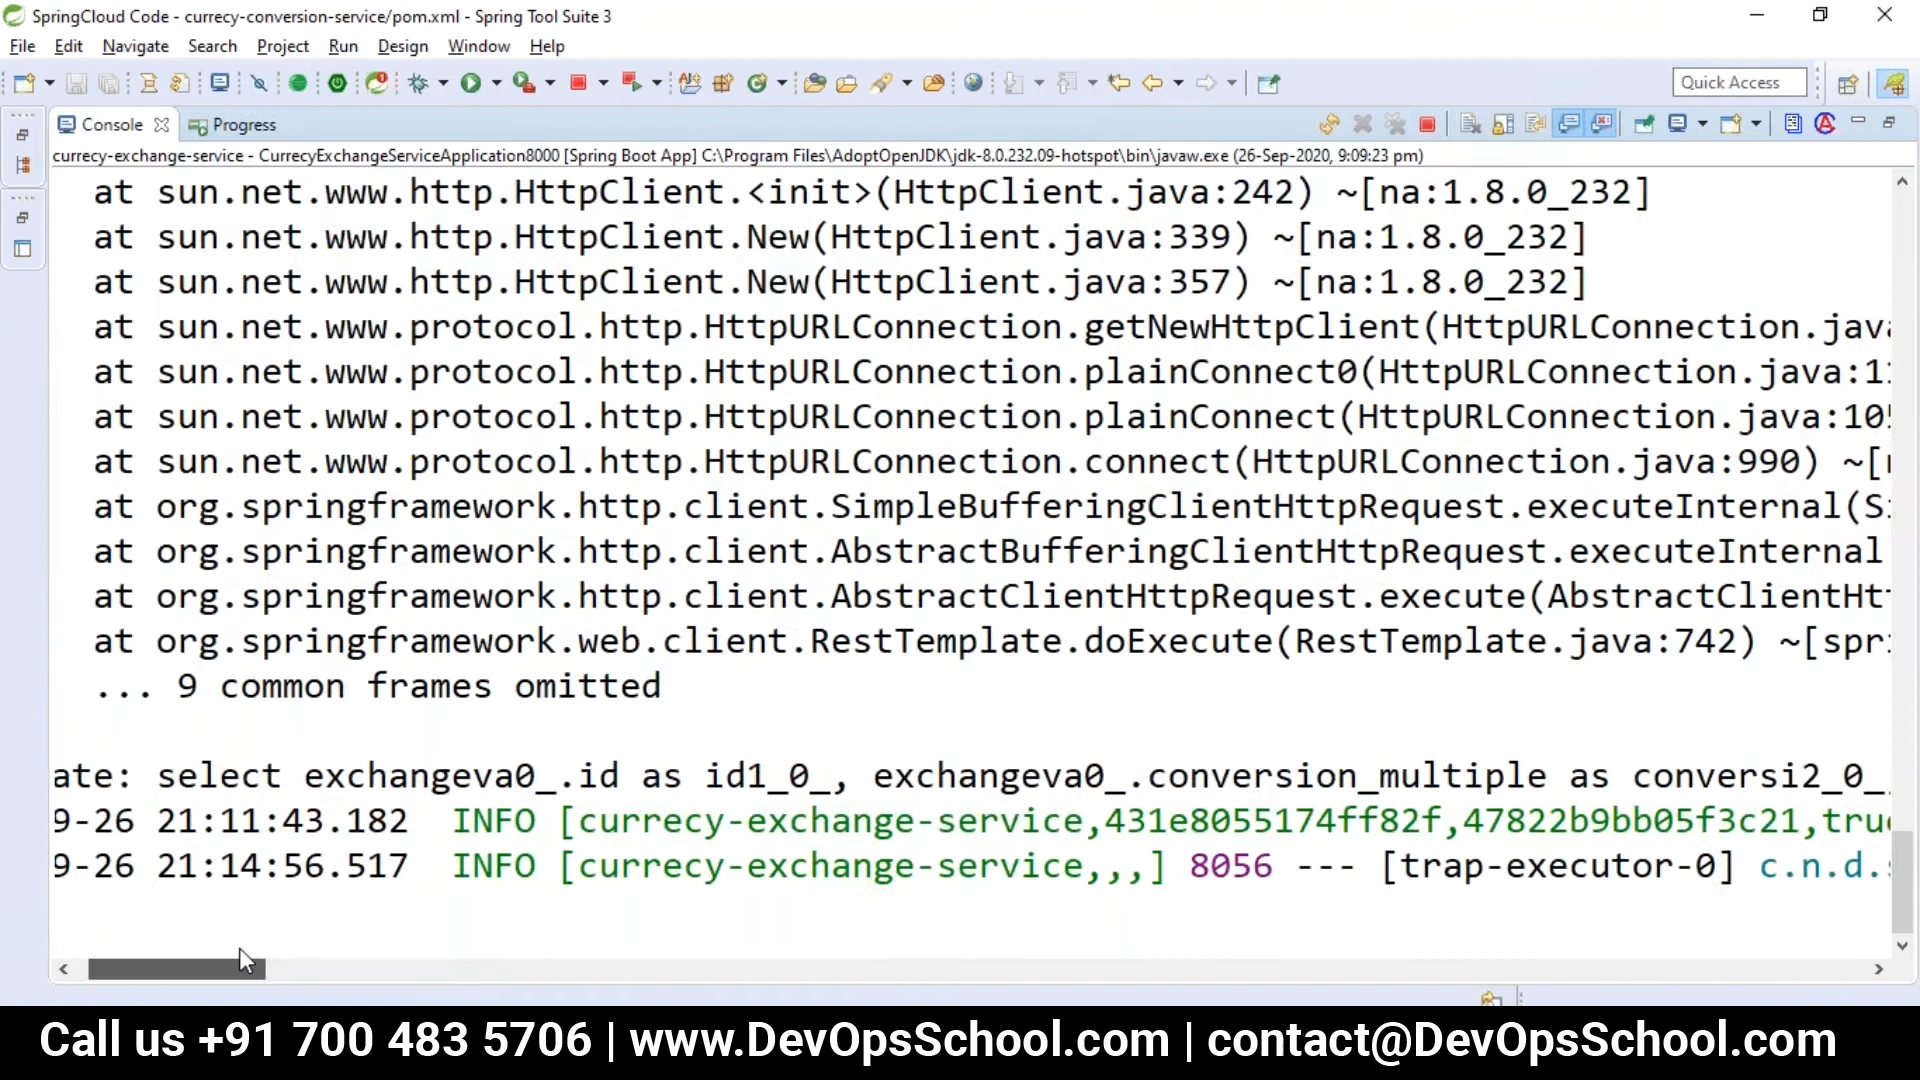 SpringCloud Code - currecy-conversion-service/pom.xml - Spring Tool Suite 3
File Edit Navigate Search Project Run Design Window Help
Quick Access
Console Progress
currecy-exchange-service - CurrecyExchangeServiceApplication8000 [Spring Boot App] C:\Program Files\AdoptOpenJDK\jdk-8.0.232.09-hotspot\bin\javaw.exe (26-Sep-2020, 9:09:23 pm)
at sun.net.www.http.HttpClient.<init>(HttpClient.java:242) ~[na:1.8.0_232]
at sun.net.www.http.HttpClient.New(HttpClient.java:339) ~[na:1.8.0_232]
at sun.net.www.http.HttpClient.New(HttpClient.java:357) ~[na:1.8.0_232]
at sun.net.www.protocol.http.HttpURLConnection.getNewHttpClient(HttpURLConnection.java
at sun.net.www.protocol.http.HttpURLConnection.plainConnect0(HttpURLConnection.java:11
at sun.net.www.protocol.http.HttpURLConnection.plainConnect(HttpURLConnection.java:105
at sun.net.www.protocol.http.HttpURLConnection.connect(HttpURLConnection.java:990) ~[
at org.springframework.http.client.SimpleBufferingClientHttpRequest.executeInternal(Si
at org.springframework.http.client.AbstractBufferingClientHttpRequest.executeInternal
at org.springframework.http.client.AbstractClientHttpRequest.execute(AbstractClientHtt
at org.springframework.web.client.RestTemplate.doExecute(RestTemplate.java:742) ~[spri
... 9 common frames omitted
ate: select exchangeva0_.id as id1_0_, exchangeva0_.conversion_multiple as conversi2_0_
9-26 21:11:43.182 INFO [currecy-exchange-service,431e8055174ff82f,47822b9bb05f3c21,true
9-26 21:14:56.517 INFO [currecy-exchange-service,,,] 8056 --- [trap-executor-0] c.n.d.s
Call us +91 700 483 5706 | www.DevOpsSchool.com | contact@DevOpsSchool.com